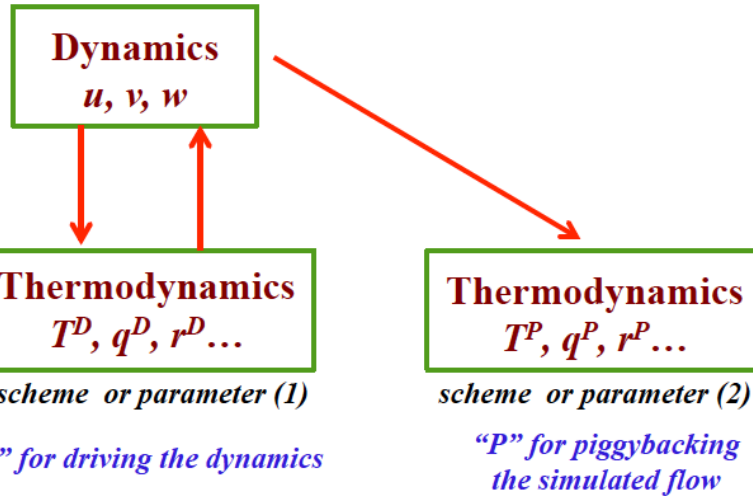 Dynamics
u, v, w
Thermodynamics
T^D, q^D, r^D…
scheme or parameter (1)
” for driving the dynamics
Thermodynamics
T^P, q^P, r^P…
scheme or parameter (2)
“P” for piggybacking
the simulated flow